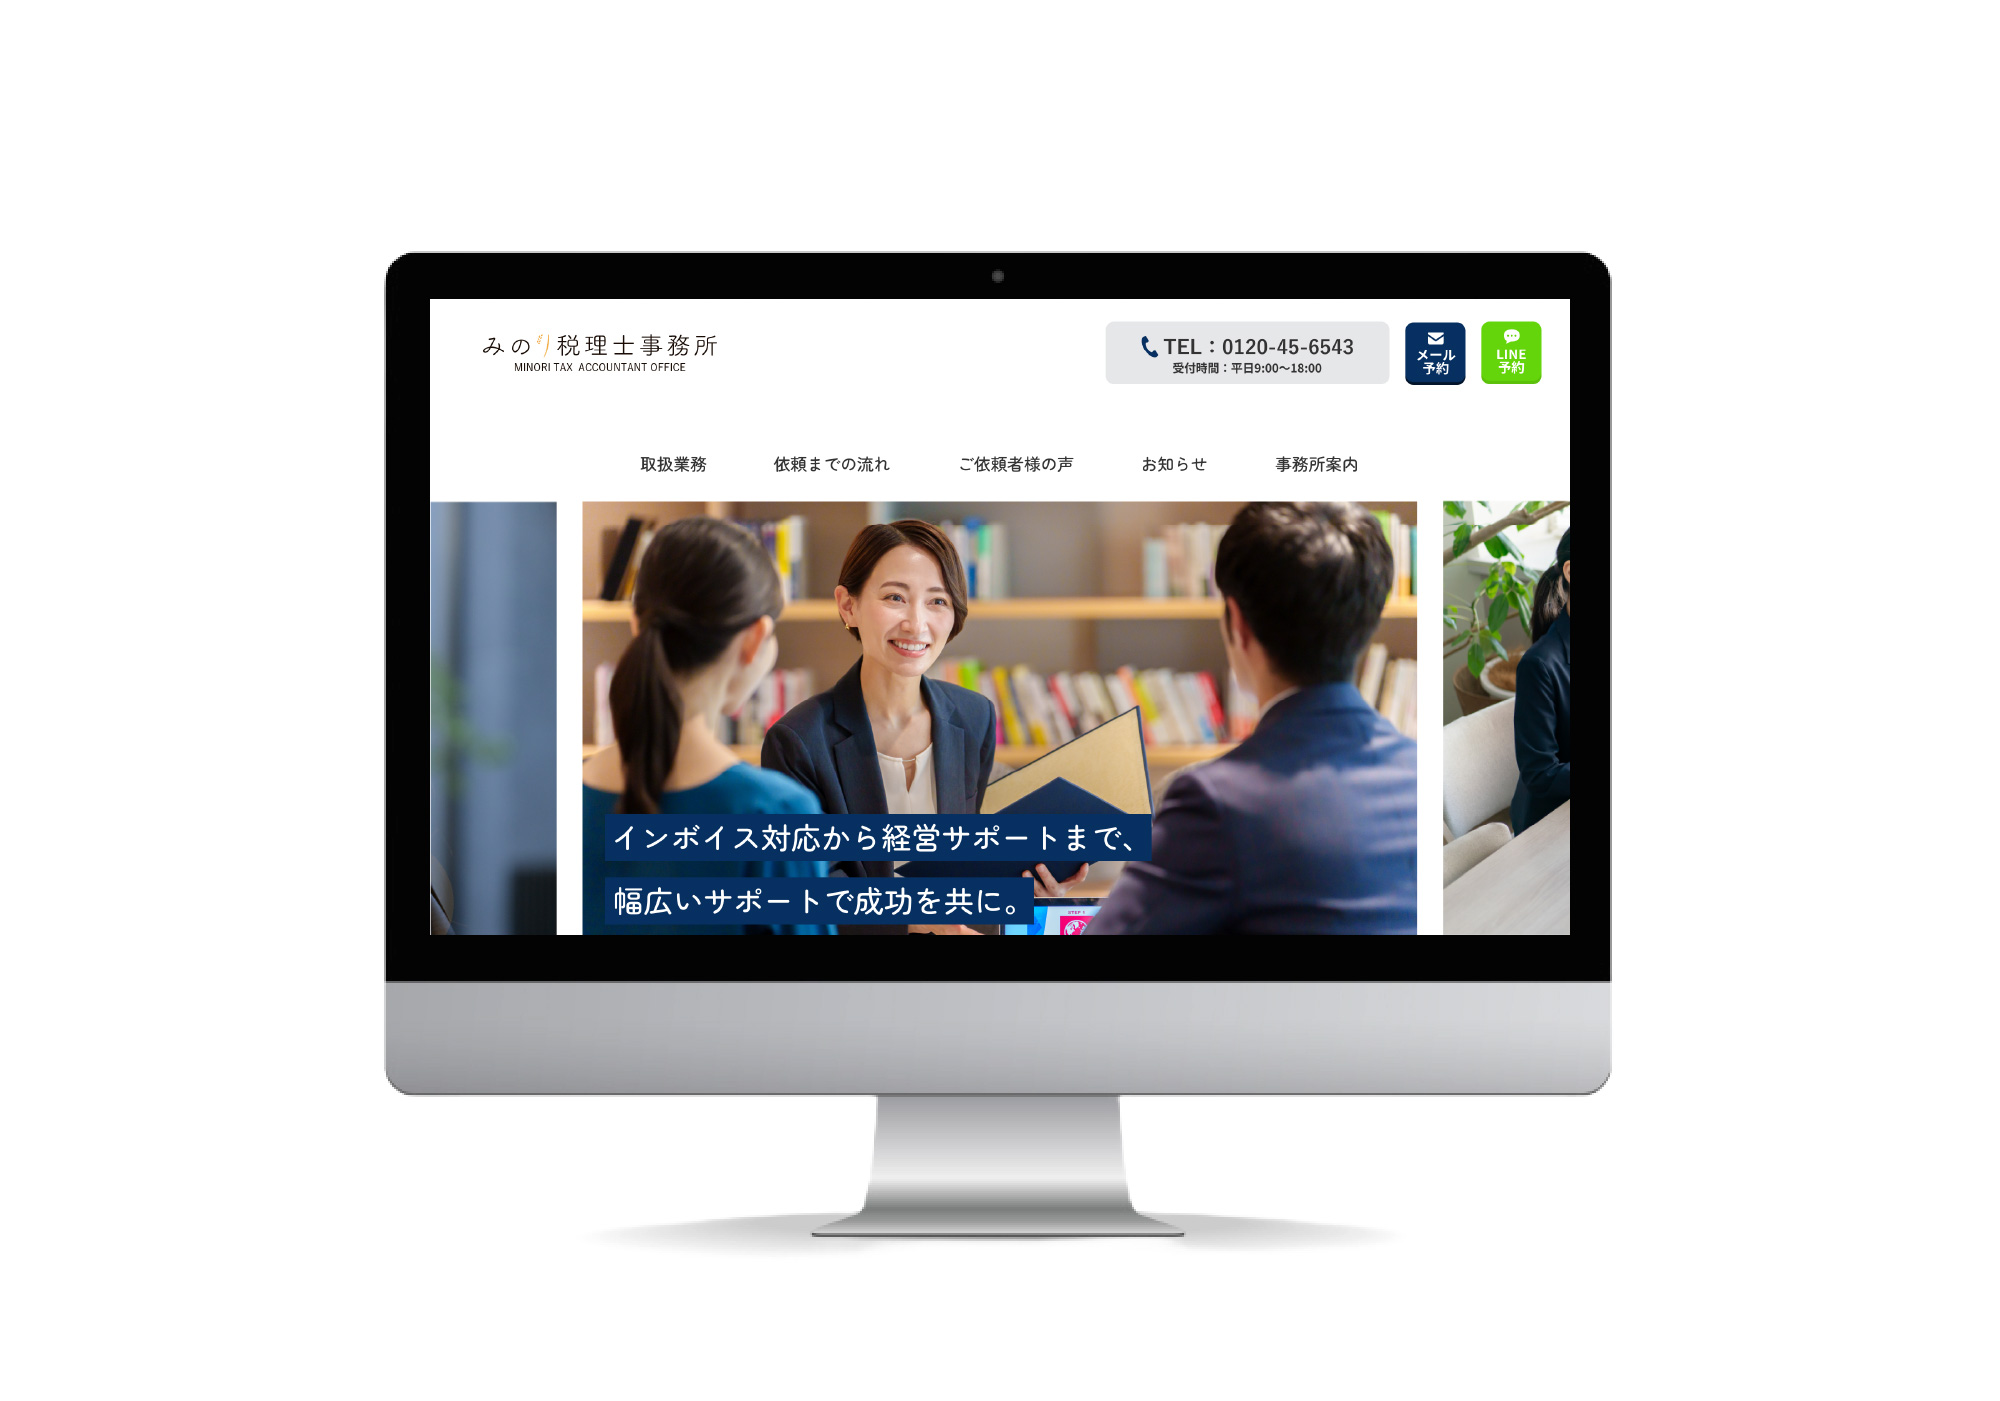 みのり税理士事務所
MINORI TAX ACCOUNTANT OFFICE
TEL：0120-45-6543
受付時間：平日9:00〜18:00
メール
予約
LINE
予約
取扱業務
依頼までの流れ
ご依頼者様の声
お知らせ
事務所案内
インボイス対応から経営サポートまで、
幅広いサポートで成功を共に。
STEP 1